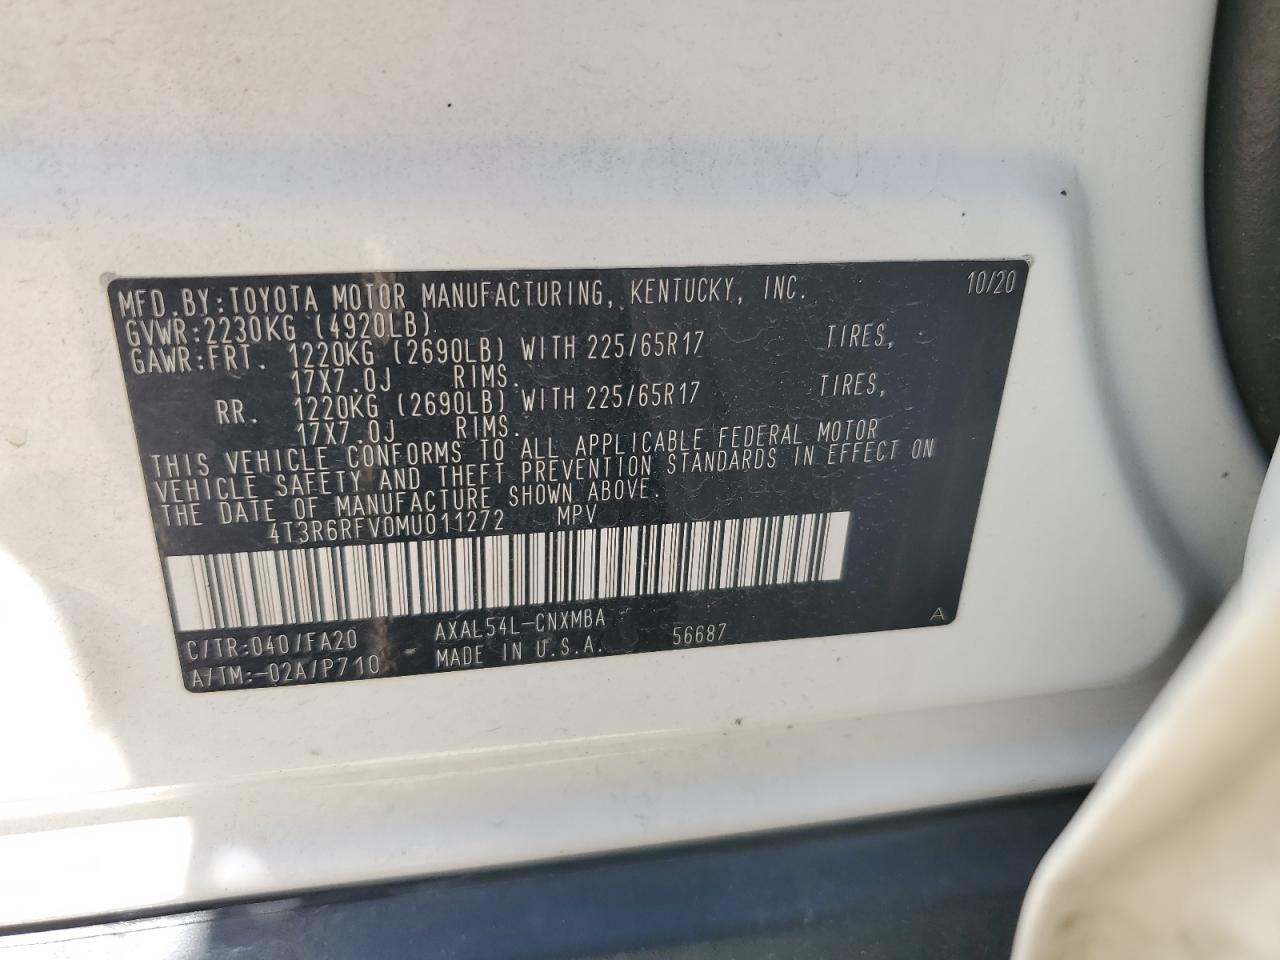 MFD.BY:TOYOTA MOTOR MANUFACTURING, KENTUCKY, INC. 10/20
GVWR:2230KG (4920LB)
GAWR:FRT. 1220KG (2690LB) WITH 225/65R17 TIRES,
17X7.0J RIMS.
RR. 1220KG (2690LB) WITH 225/65R17 TIRES,
17X7.0J RIMS.
THIS VEHICLE CONFORMS TO ALL APPLICABLE FEDERAL MOTOR
VEHICLE SAFETY AND THEFT PREVENTION STANDARDS IN EFFECT ON
THE DATE OF MANUFACTURE SHOWN ABOVE.
4T3R6RFV0MU011272 MPV
C/TR:040/FA20 AXAL54L-CNXMBA
A/TM:-02A/P710 MADE IN U.S.A. 56687 A